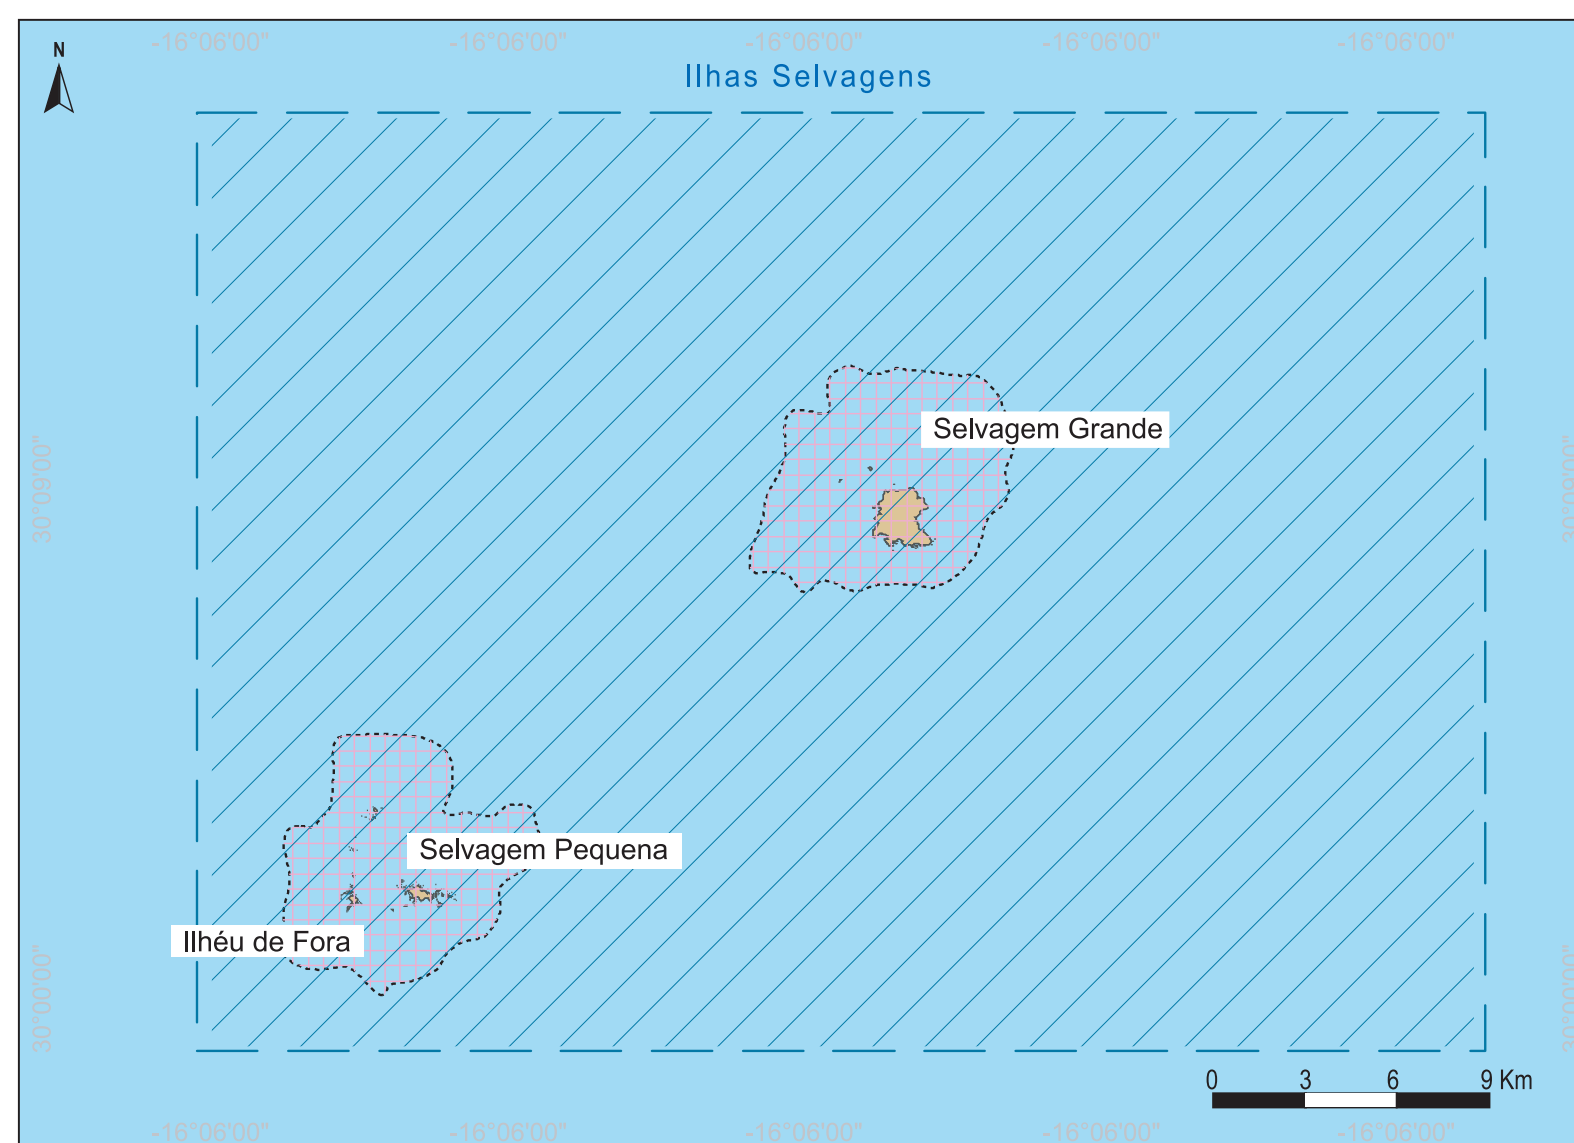 -16°06'00" -16°06'00" -16°06'00" -16°06'00" -16°06'00"
N
Ilhas Selvagens
Selvagem Grande
30°09'00" 30°09'00"
Selvagem Pequena
Ilhéu de Fora
30°00'00" 30°00'00"
0 3 6 9 Km
-16°06'00" -16°06'00" -16°06'00" -16°06'00" -16°06'00"